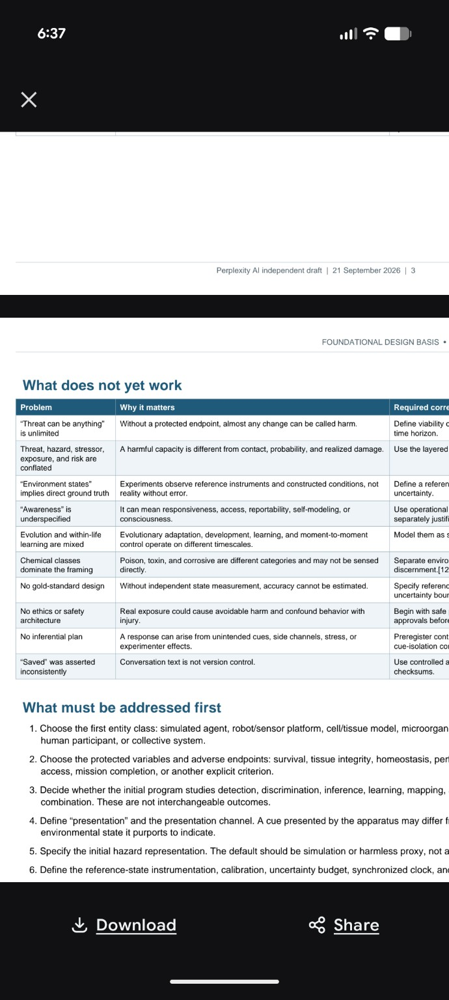 6:37
Perplexity AI independent draft | 21 September 2026 | 3
FOUNDATIONAL DESIGN BASIS •
What does not yet work
Problem Why it matters Required corre
“Threat can be anything” Without a protected endpoint, almost any change can be called harm. Define viability
is unlimited time horizon.
Threat, hazard, stressor, A harmful capacity is different from contact, probability, and realized damage. Use the layered
exposure, and risk are
conflated
“Environment states” Experiments observe reference instruments and constructed conditions, not Define a referen
implies direct ground truth reality without error. uncertainty.
“Awareness” is It can mean responsiveness, access, reportability, self-modeling, or Use operational
underspecified consciousness. separately justifi
Evolution and within-life Evolutionary adaptation, development, learning, and moment-to-moment Model them as s
learning are mixed control operate on different timescales.
Chemical classes Poison, toxin, and corrosive are different categories and may not be sensed Separate enviro
dominate the framing directly. discernment.[12
No gold-standard design Without independent state measurement, accuracy cannot be estimated. Specify referenc
uncertainty boun
No ethics or safety Real exposure could cause avoidable harm and confound behavior with Begin with safe
architecture injury. approvals before
No inferential plan A response can arise from unintended cues, side channels, stress, or Preregister cont
experimenter effects. cue-isolation con
“Saved” was asserted Conversation text is not version control. Use controlled a
inconsistently checksums.
What must be addressed first
1. Choose the first entity class: simulated agent, robot/sensor platform, cell/tissue model, microorgan
human participant, or collective system.
2. Choose the protected variables and adverse endpoints: survival, tissue integrity, homeostasis, perf
access, mission completion, or another explicit criterion.
3. Decide whether the initial program studies detection, discrimination, inference, learning, mapping,
combination. These are not interchangeable outcomes.
4. Define “presentation” and the presentation channel. A cue presented by the apparatus may differ fr
environmental state it purports to indicate.
5. Specify the initial hazard representation. The default should be simulation or harmless proxy, not a
6. Define the reference-state instrumentation, calibration, uncertainty budget, synchronized clock, and
Download Share